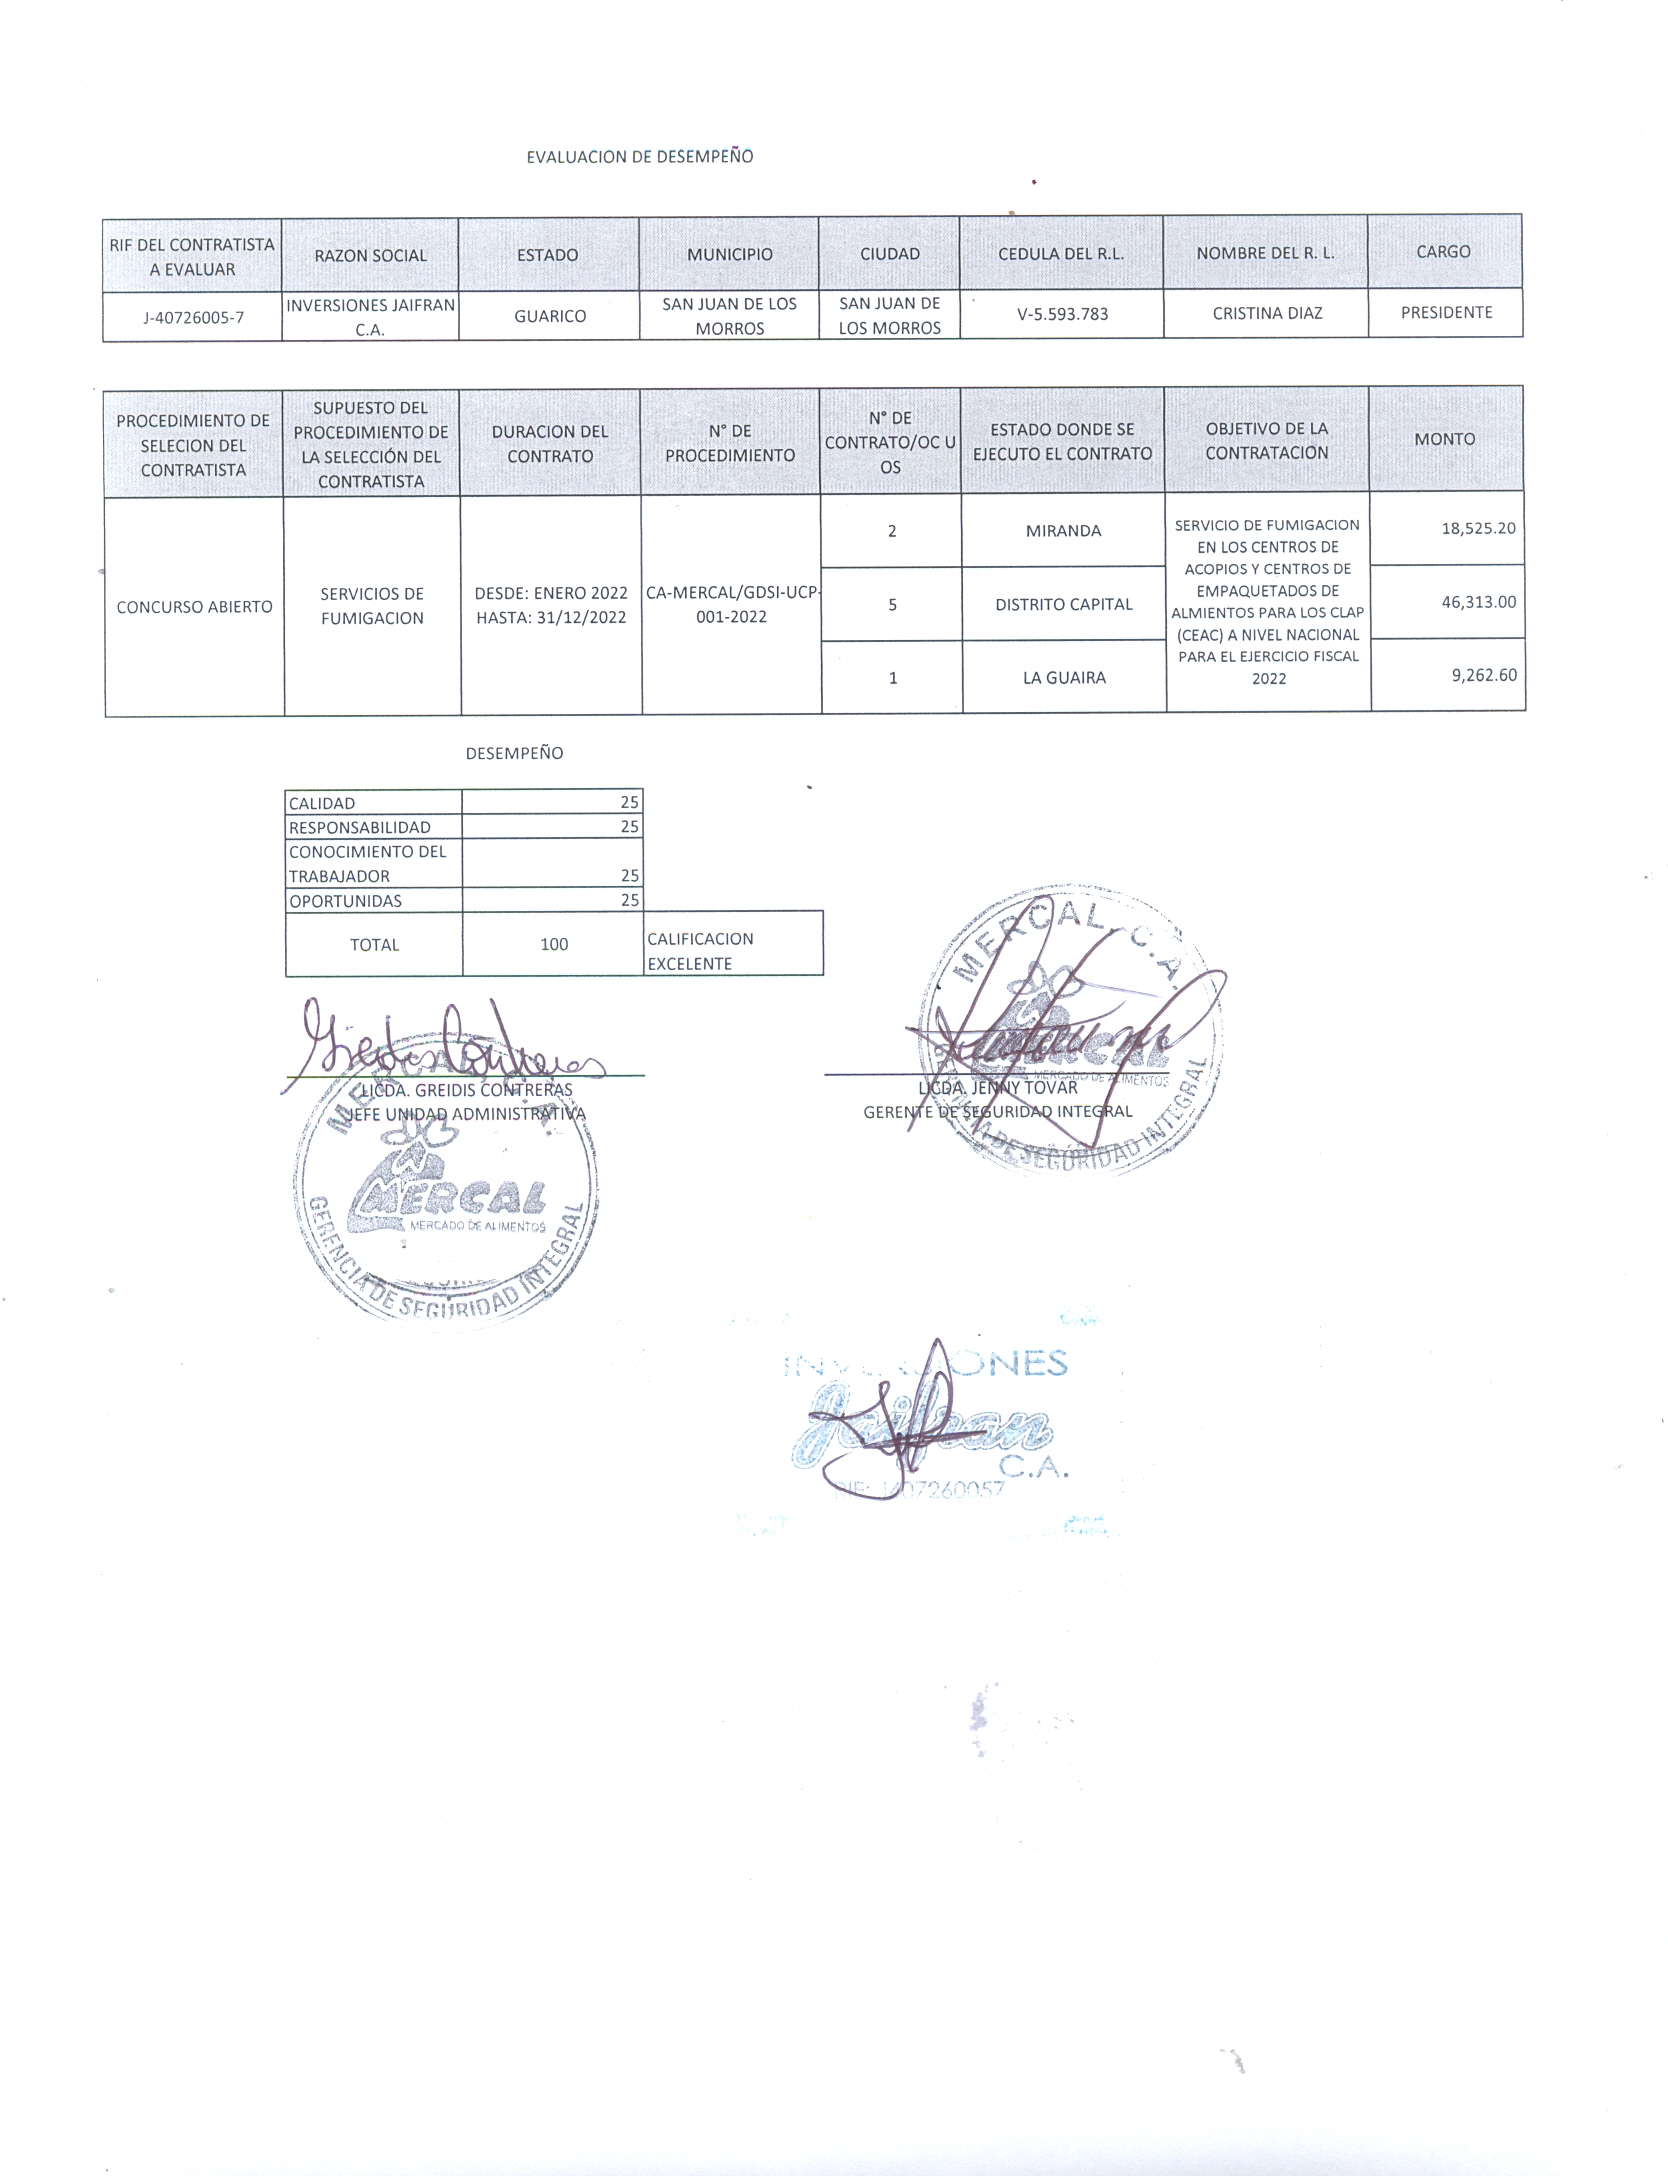 EVALUACION DE DESEMPEÑO
RIF DEL CONTRATISTA A EVALUAR RAZON SOCIAL ESTADO MUNICIPIO CIUDAD CEDULA DEL R.L. NOMBRE DEL R. L. CARGO
J-40726005-7 INVERSIONES JAIFRAN C.A. GUARICO SAN JUAN DE LOS MORROS SAN JUAN DE LOS MORROS V-5.593.783 CRISTINA DIAZ PRESIDENTE
PROCEDIMIENTO DE SELECION DEL CONTRATISTA SUPUESTO DEL PROCEDIMIENTO DE LA SELECCIÓN DEL CONTRATISTA DURACION DEL CONTRATO N° DE PROCEDIMIENTO N° DE CONTRATO/OC U OS ESTADO DONDE SE EJECUTO EL CONTRATO OBJETIVO DE LA CONTRATACION MONTO
CONCURSO ABIERTO
SERVICIOS DE
FUMIGACION
DESDE: ENERO 2022
HASTA: 31/12/2022
CA-MERCAL/GDSI-UCP-
001-2022
2 MIRANDA 18,525.20
5 DISTRITO CAPITAL 46,313.00
1 LA GUAIRA 9,262.60
SERVICIO DE FUMIGACION
EN LOS CENTROS DE
ACOPIOS Y CENTROS DE
EMPAQUETADOS DE
ALMIENTOS PARA LOS CLAP
(CEAC) A NIVEL NACIONAL
PARA EL EJERCICIO FISCAL
2022
DESEMPEÑO
CALIDAD 25
RESPONSABILIDAD 25
CONOCIMIENTO DEL
TRABAJADOR 25
OPORTUNIDAS 25
TOTAL 100 CALIFICACION EXCELENTE
Greidis Contreras
LICDA. GREIDIS CONTRERAS
JEFE UNIDAD ADMINISTRATIVA
MERCAL
MERCADO DE ALIMENTOS
GERENCIA DE SEGURIDAD INTEGRAL
MERCAL, C.A.
MERCADO DE ALIMENTOS
LICDA. JENNY TOVAR
GERENTE DE SEGURIDAD INTEGRAL
DE SEGURIDAD INTEGRAL
INVERSIONES
Jaifran
C.A.
RIF: J407260057